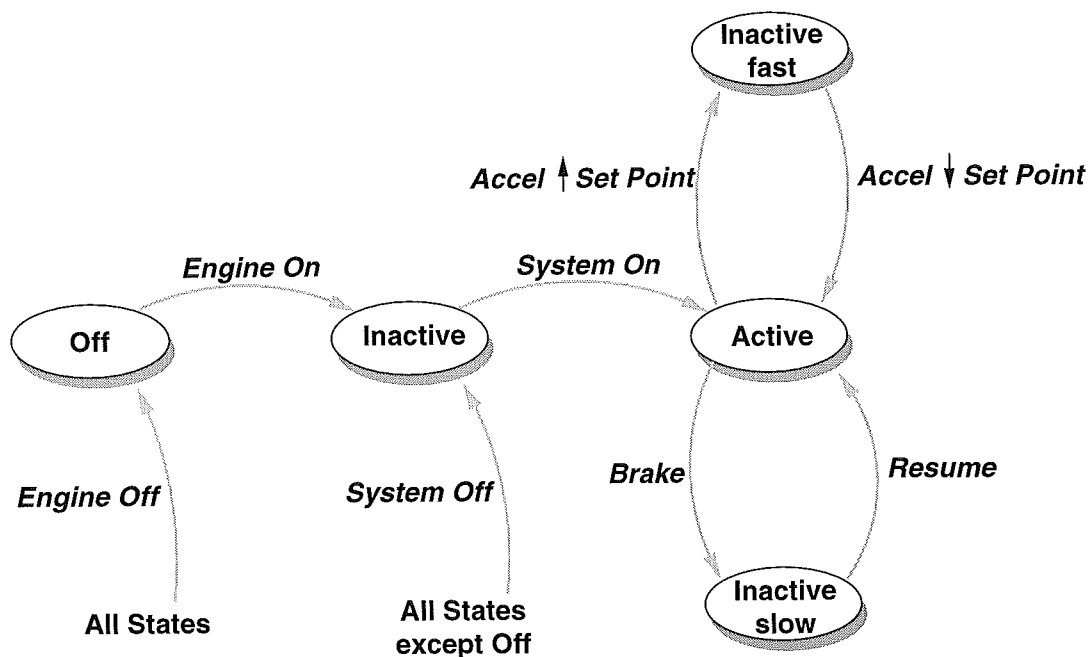 Inactive
fast
Accel ↑ Set Point
Accel ↓ Set Point
Engine On
System On
Off
Inactive
Active
Engine Off
System Off
Brake
Resume
All States
All States
except Off
Inactive
slow